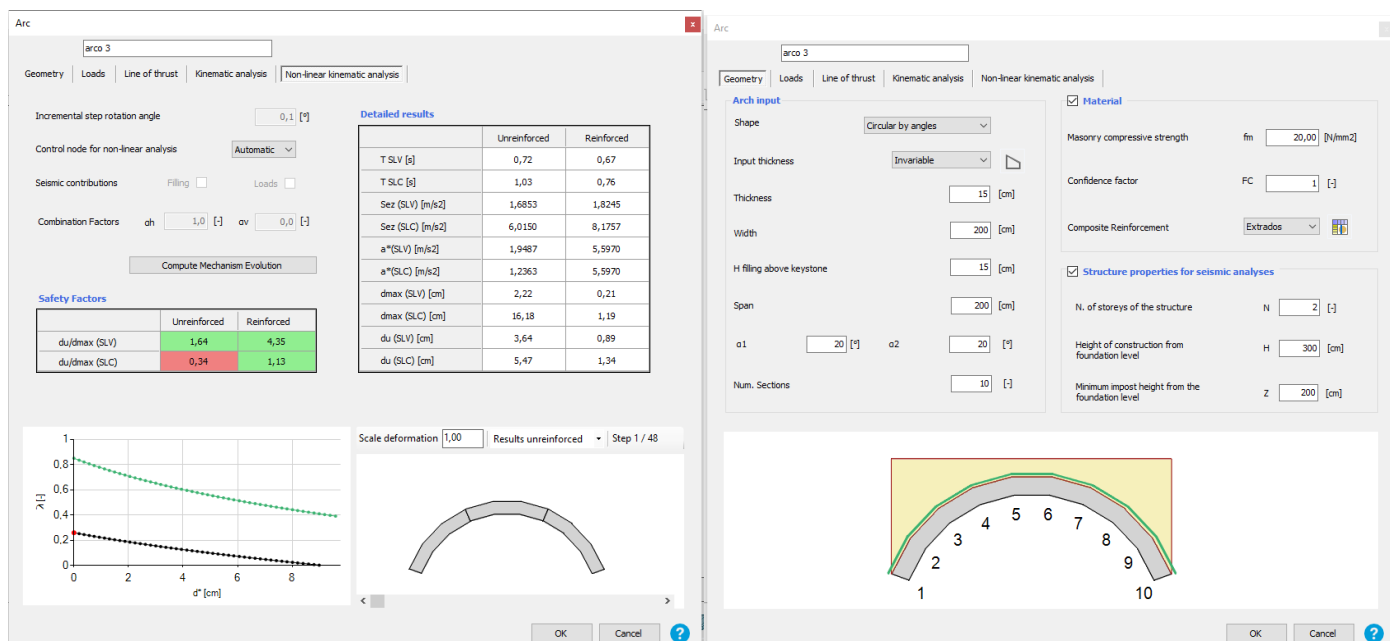 Arc
x
arco 3
Geometry Loads Line of thrust Kinematic analysis Non-linear kinematic analysis
Incremental step rotation angle 0,1 [º]
Control node for non-linear analysis Automatic
Seismic contributions Filling Loads
Combination Factors αh 1,0 [-] αv 0,0 [-]
Compute Mechanism Evolution
Safety Factors
Unreinforced Reinforced
du/dmax (SLV) 1,64 4,35
du/dmax (SLC) 0,34 1,13
Detailed results
Unreinforced Reinforced
T SLV [s] 0,72 0,67
T SLC [s] 1,03 0,76
Sez (SLV) [m/s2] 1,6853 1,8245
Sez (SLC) [m/s2] 6,0150 8,1757
a*(SLV) [m/s2] 1,9487 5,5970
a*(SLC) [m/s2] 1,2363 5,5970
dmax (SLV) [cm] 2,22 0,21
dmax (SLC) [cm] 16,18 1,19
du (SLV) [cm] 3,64 0,89
du (SLC) [cm] 5,47 1,34
1
0,8
0,6
0,4
0,2
0
λ [-]
0 2 4 6 8
d* [cm]
Scale deformation 1,00 Results unreinforced Step 1 / 48
< >
OK Cancel ?
Arc
arco 3
Geometry Loads Line of thrust Kinematic analysis Non-linear kinematic analysis
Arch input
Shape Circular by angles
Input thickness Invariable
Thickness 15 [cm]
Width 200 [cm]
H filling above keystone 15 [cm]
Span 200 [cm]
α1 20 [º] α2 20 [º]
Num. Sections 10 [-]
Material
Masonry compressive strength fm 20,00 [N/mm2]
Confidence factor FC 1 [-]
Composite Reinforcement Extrados
Structure properties for seismic analyses
N. of storeys of the structure N 2 [-]
Height of construction from
foundation level H 300 [cm]
Minimum impost height from the
foundation level Z 200 [cm]
1 2 3 4 5 6 7 8 9 10
OK Cancel ?